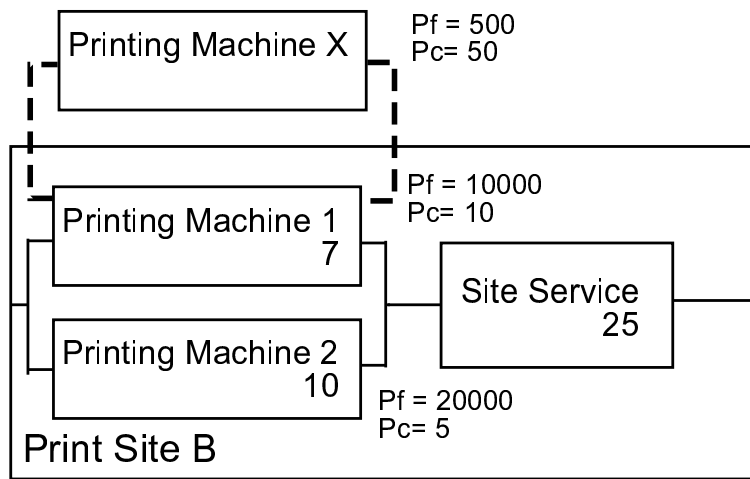 Printing Machine X
Pf = 500
Pc= 50
Printing Machine 1
7
Pf = 10000
Pc= 10
Site Service
25
Printing Machine 2
10
Pf = 20000
Pc= 5
Print Site B